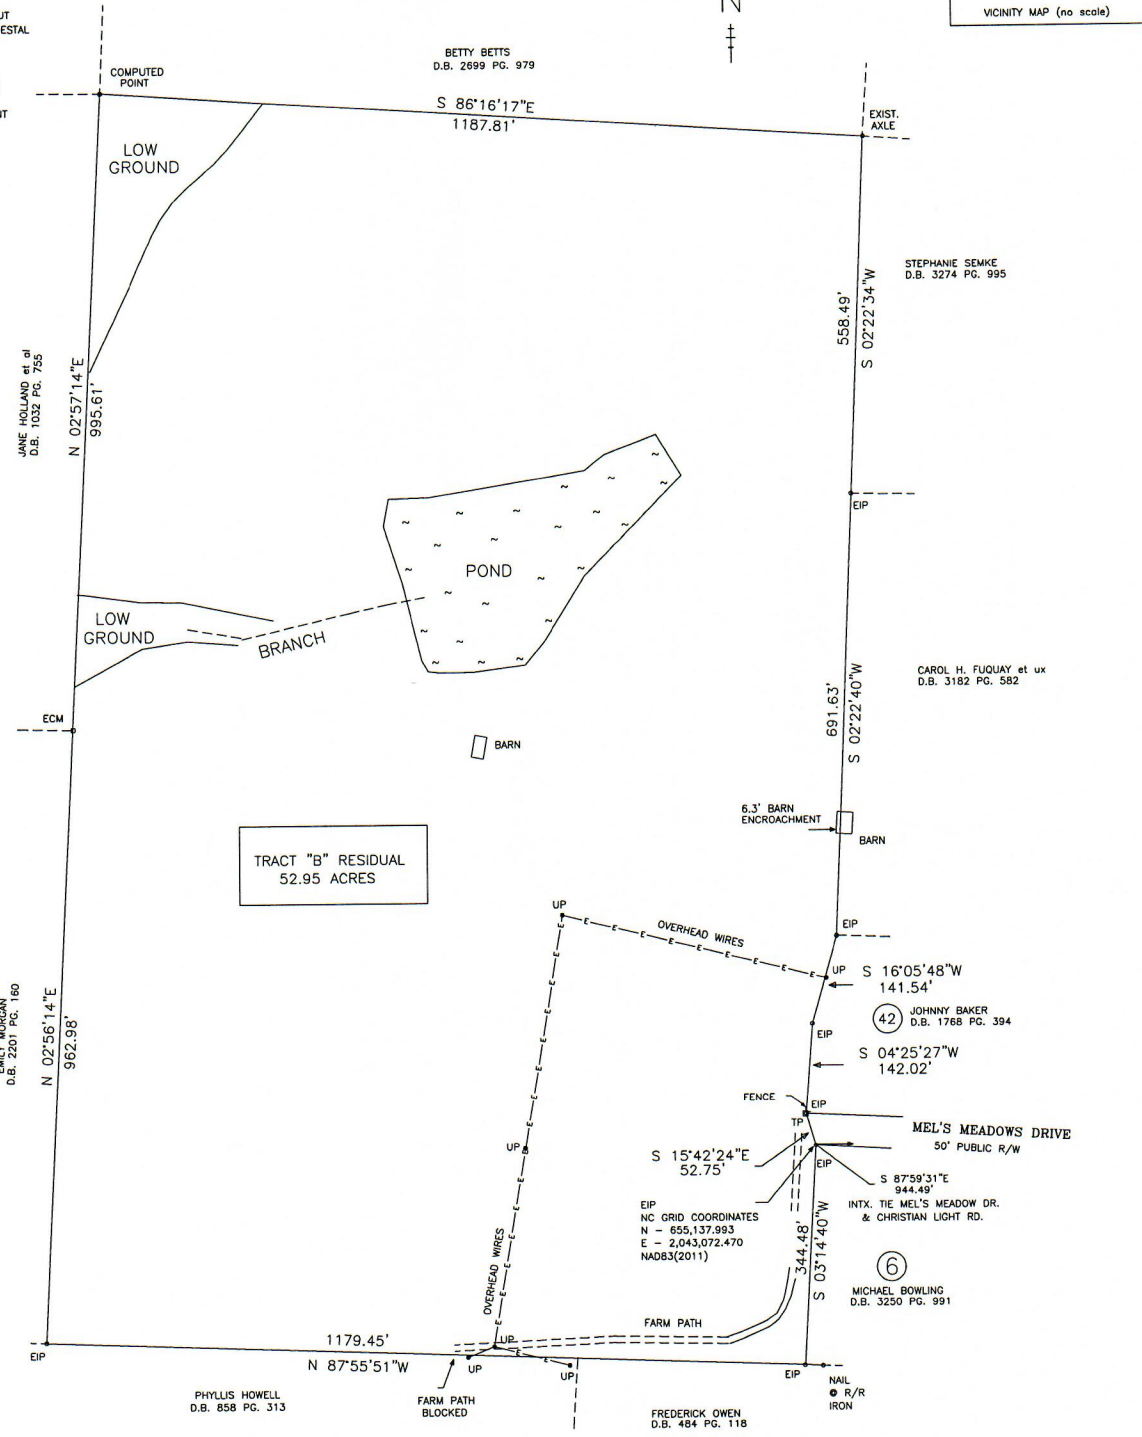 UT
ESTAL
NT
N
VICINITY MAP (no scale)
BETTY BETTS
D.B. 2699 PG. 979
COMPUTED
POINT
S 86°16'17"E
1187.81'
EXIST.
AXLE
LOW
GROUND
STEPHANIE SEMKE
D.B. 3274 PG. 995
558.49'
S 02°22'34"W
JANE HOLLAND et al
D.B. 1032 PG. 755
N 02°57'14"E
995.61'
EIP
POND
LOW
GROUND
BRANCH
CAROL H. FUQUAY et ux
D.B. 3182 PG. 582
691.63'
S 02°22'40"W
ECM
BARN
6.3' BARN
ENCROACHMENT
BARN
TRACT "B" RESIDUAL
52.95 ACRES
UP
OVERHEAD WIRES
EIP
UP
S 16°05'48"W
141.54'
42
JOHNNY BAKER
D.B. 1768 PG. 394
EIP
S 04°25'27"W
142.02'
EMILY MORGAN
D.B. 2201 PG. 160
N 02°56'14"E
962.98'
FENCE
EIP
TP
MEL'S MEADOWS DRIVE
50' PUBLIC R/W
UP
S 15°42'24"E
52.75'
EIP
S 87°59'31"E
944.49'
INTX. TIE MEL'S MEADOW DR.
& CHRISTIAN LIGHT RD.
EIP
NC GRID COORDINATES
N - 655,137.993
E - 2,043,072.470
NAD83(2011)
344.48'
S 03°14'40"W
6
MICHAEL BOWLING
D.B. 3250 PG. 991
OVERHEAD WIRES
FARM PATH
EIP
1179.45'
N 87°55'51"W
UP
UP
UP
EIP
NAIL
@ R/R
IRON
FARM PATH
BLOCKED
PHYLLIS HOWELL
D.B. 858 PG. 313
FREDERICK OWEN
D.B. 484 PG. 118